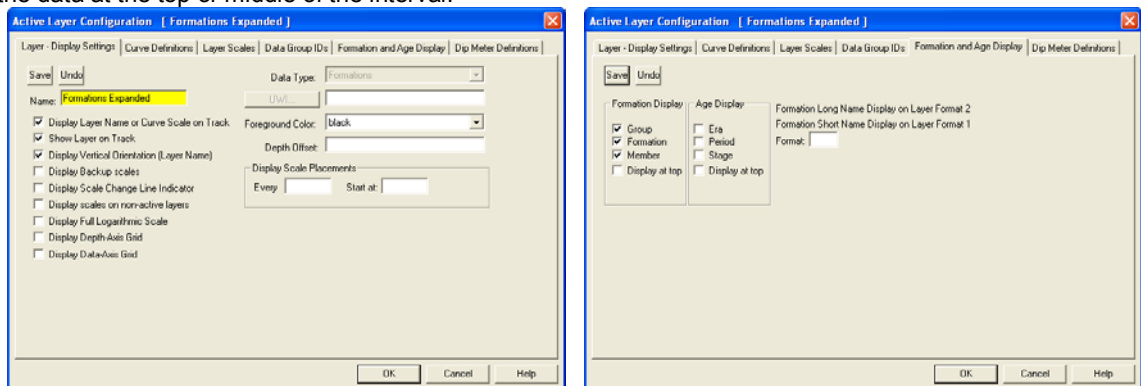 the data at the top or middle of the interval.
Active Layer Configuration [ Formations Expanded ]
Layer - Display Settings Curve Definitions Layer Scales Data Group IDs Formation and Age Display Dip Meter Definitions
Save Undo
Name: Formations Expanded
Display Layer Name or Curve Scale on Track
Show Layer on Track
Display Vertical Orientation (Layer Name)
Display Backup scales
Display Scale Change Line Indicator
Display scales on non-active layers
Display Full Logarithmic Scale
Display Depth-Axis Grid
Display Data-Axis Grid
Data Type: Formations
UWI...
Foreground Color: black
Depth Offset:
Display Scale Placements
Every Start at:
OK Cancel Help
Active Layer Configuration [ Formations Expanded ]
Layer - Display Settings Curve Definitions Layer Scales Data Group IDs Formation and Age Display Dip Meter Definitions
Save Undo
Formation Display
Group
Formation
Member
Display at top
Age Display
Era
Period
Stage
Display at top
Formation Long Name Display on Layer Format 2
Formation Short Name Display on Layer Format 1
Format:
OK Cancel Help